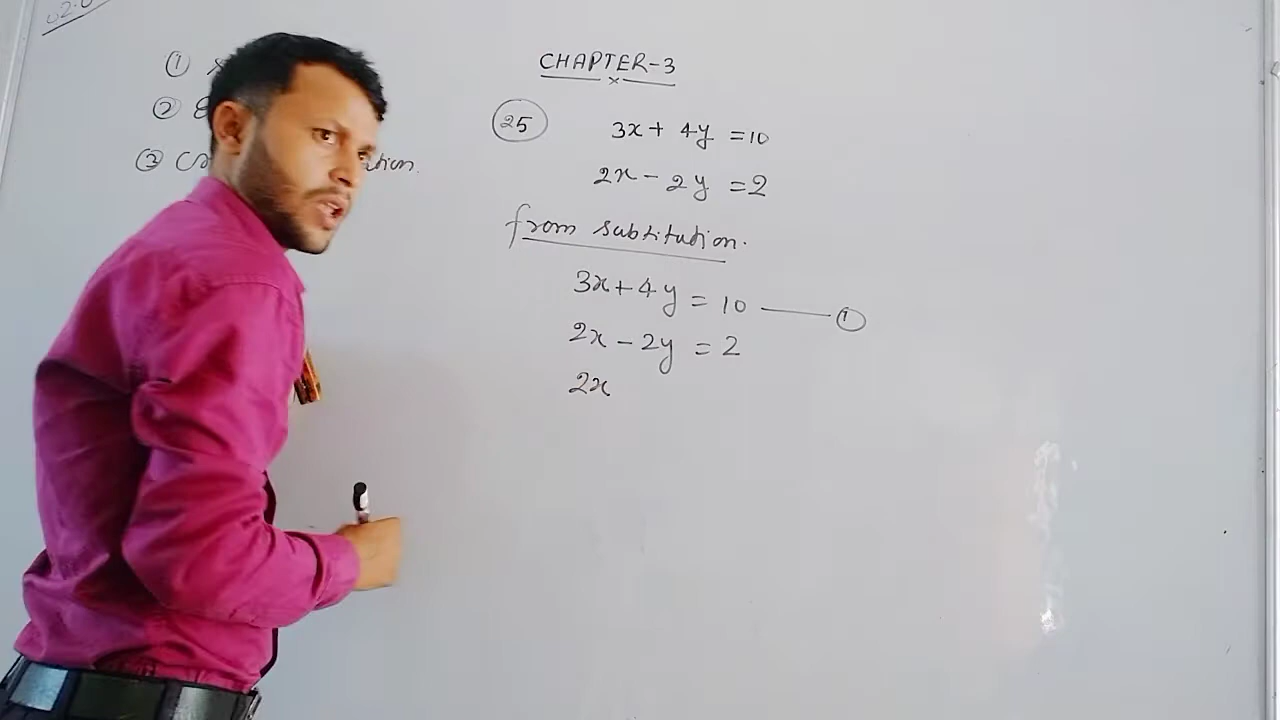 CHAPTER-3
①
②
③
ation.
25
3x + 4y = 10
2x - 2y = 2
from substitution.
3x + 4y = 10 —— ①
2x - 2y = 2
2x